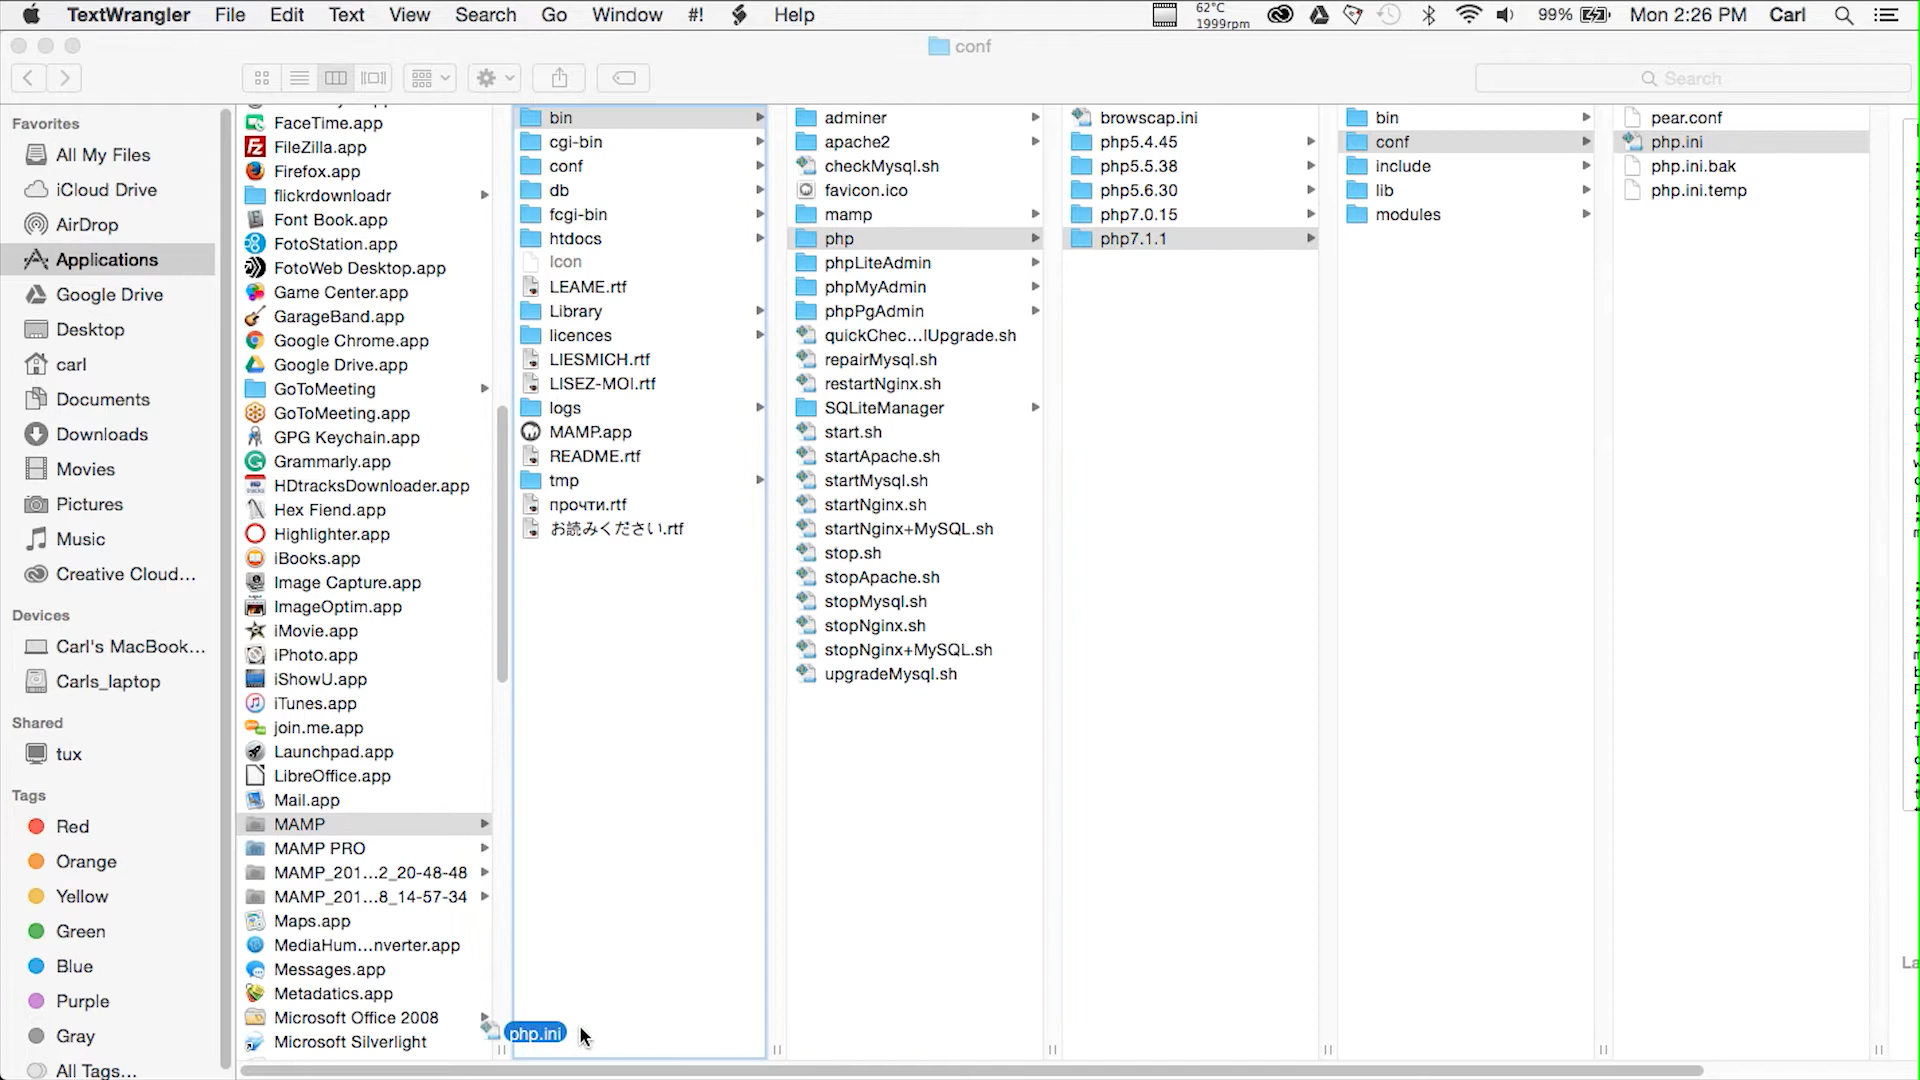 TextWrangler File Edit Text View Search Go Window #! Help 62°C 1999rpm 99% Mon 2:26 PM Carl
conf
Search
Favorites
All My Files
iCloud Drive
AirDrop
Applications
Google Drive
Desktop
carl
Documents
Downloads
Movies
Pictures
Music
Creative Cloud...
Devices
Carl's MacBook...
Carls_laptop
Shared
tux
Tags
Red
Orange
Yellow
Green
Blue
Purple
Gray
All Tags...
FaceTime.app
FileZilla.app
Firefox.app
flickrdownloadr
Font Book.app
FotoStation.app
FotoWeb Desktop.app
Game Center.app
GarageBand.app
Google Chrome.app
Google Drive.app
GoToMeeting
GoToMeeting.app
GPG Keychain.app
Grammarly.app
HDtracksDownloader.app
Hex Fiend.app
Highlighter.app
iBooks.app
Image Capture.app
ImageOptim.app
iMovie.app
iPhoto.app
iShowU.app
iTunes.app
join.me.app
Launchpad.app
LibreOffice.app
Mail.app
MAMP
MAMP PRO
MAMP_201...2_20-48-48
MAMP_201...8_14-57-34
Maps.app
MediaHum...nverter.app
Messages.app
Metadatics.app
Microsoft Office 2008
Microsoft Silverlight
bin
cgi-bin
conf
db
fcgi-bin
htdocs
Icon
LEAME.rtf
Library
licences
LIESMICH.rtf
LISEZ-MOI.rtf
logs
MAMP.app
README.rtf
tmp
прочти.rtf
お読みください.rtf
php.ini
adminer
apache2
checkMysql.sh
favicon.ico
mamp
php
phpLiteAdmin
phpMyAdmin
phpPgAdmin
quickChec...lUpgrade.sh
repairMysql.sh
restartNginx.sh
SQLiteManager
start.sh
startApache.sh
startMysql.sh
startNginx.sh
startNginx+MySQL.sh
stop.sh
stopApache.sh
stopMysql.sh
stopNginx.sh
stopNginx+MySQL.sh
upgradeMysql.sh
browscap.ini
php5.4.45
php5.5.38
php5.6.30
php7.0.15
php7.1.1
bin
conf
include
lib
modules
pear.conf
php.ini
php.ini.bak
php.ini.temp